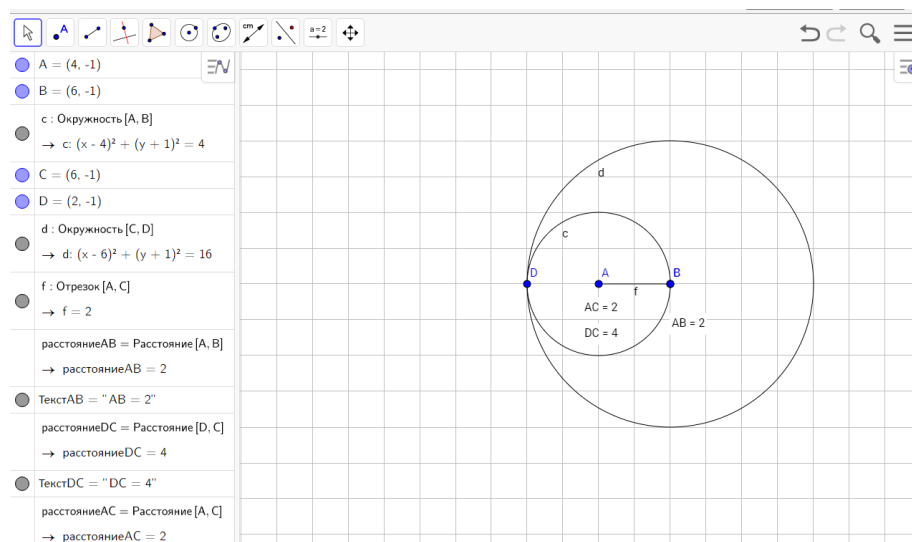 A
cm
a=2
A = (4, -1)
B = (6, -1)
c : Окружность [A, B]
→ c: (x - 4)² + (y + 1)² = 4
C = (6, -1)
D = (2, -1)
d : Окружность [C, D]
→ d: (x - 6)² + (y + 1)² = 16
f : Отрезок [A, C]
→ f = 2
расстояниеAB = Расстояние [A, B]
→ расстояниеAB = 2
ТекстAB = "AB = 2"
расстояниеDC = Расстояние [D, C]
→ расстояниеDC = 4
ТекстDC = "DC = 4"
расстояниеAC = Расстояние [A, C]
→ расстояниеAC = 2
d
c
D A B
f
AC = 2
AB = 2
DC = 4